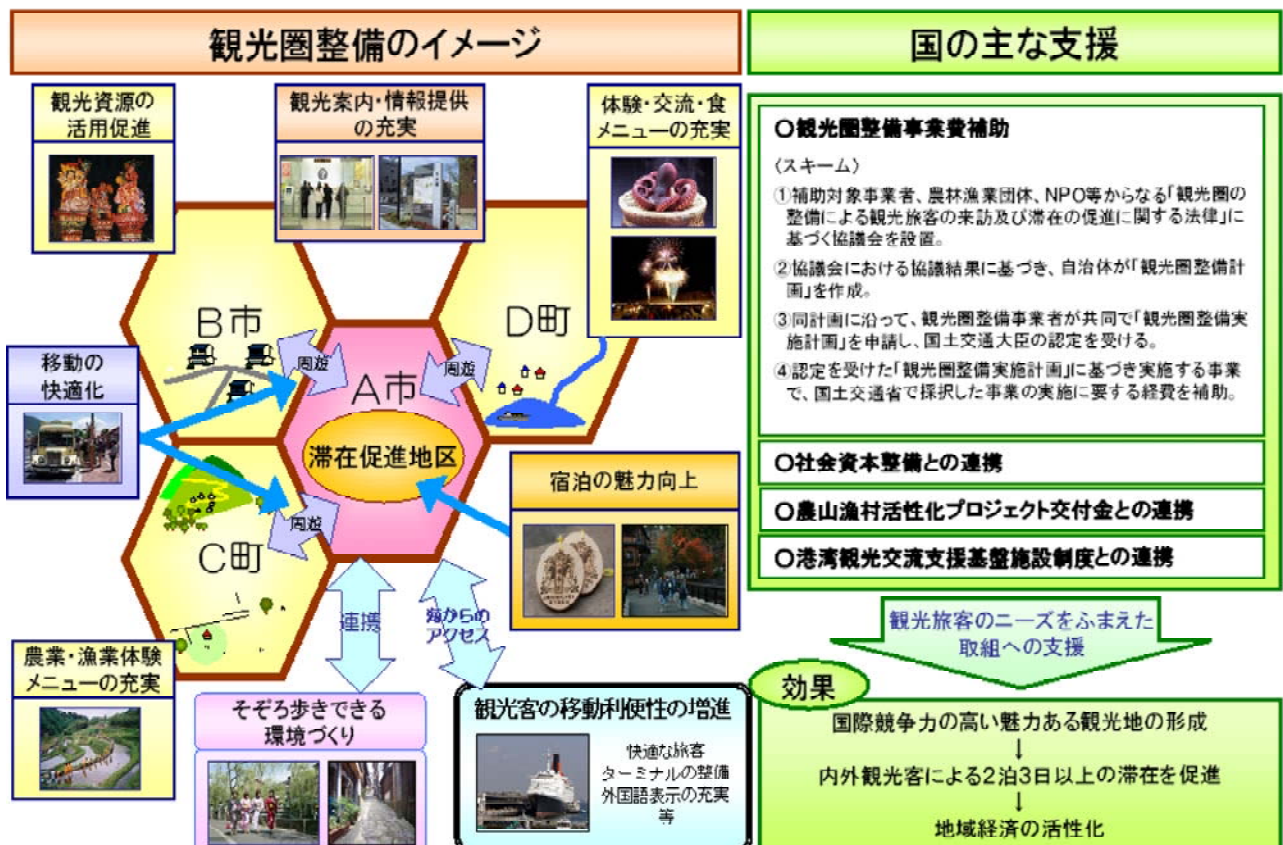 観光圏整備のイメージ
観光資源の
活用促進
観光案内・情報提供
の充実
体験・交流・食
メニューの充実
B市
D町
周遊
周遊
A市
移動の
快適化
滞在促進地区
宿泊の魅力向上
周遊
C町
連携
海からの
アクセス
農業・漁業体験
メニューの充実
そぞろ歩きできる
環境づくり
観光客の移動利便性の増進
快適な旅客
ターミナルの整備
外国語表示の充実
等
国の主な支援
○観光圏整備事業費補助
〈スキーム〉
①補助対象事業者、農林漁業団体、NPO等からなる「観光圏の
整備による観光旅客の来訪及び滞在の促進に関する法律」に
基づく協議会を設置。
②協議会における協議結果に基づき、自治体が「観光圏整備計
画」を作成。
③同計画に沿って、観光圏整備事業者が共同で「観光圏整備実
施計画」を申請し、国土交通大臣の認定を受ける。
④認定を受けた「観光圏整備実施計画」に基づき実施する事業
で、国土交通省で採択した事業の実施に要する経費を補助。
○社会資本整備との連携
○農山漁村活性化プロジェクト交付金との連携
○港湾観光交流支援基盤施設制度との連携
観光旅客のニーズをふまえた
取組への支援
効果
国際競争力の高い魅力ある観光地の形成
↓
内外観光客による2泊3日以上の滞在を促進
↓
地域経済の活性化